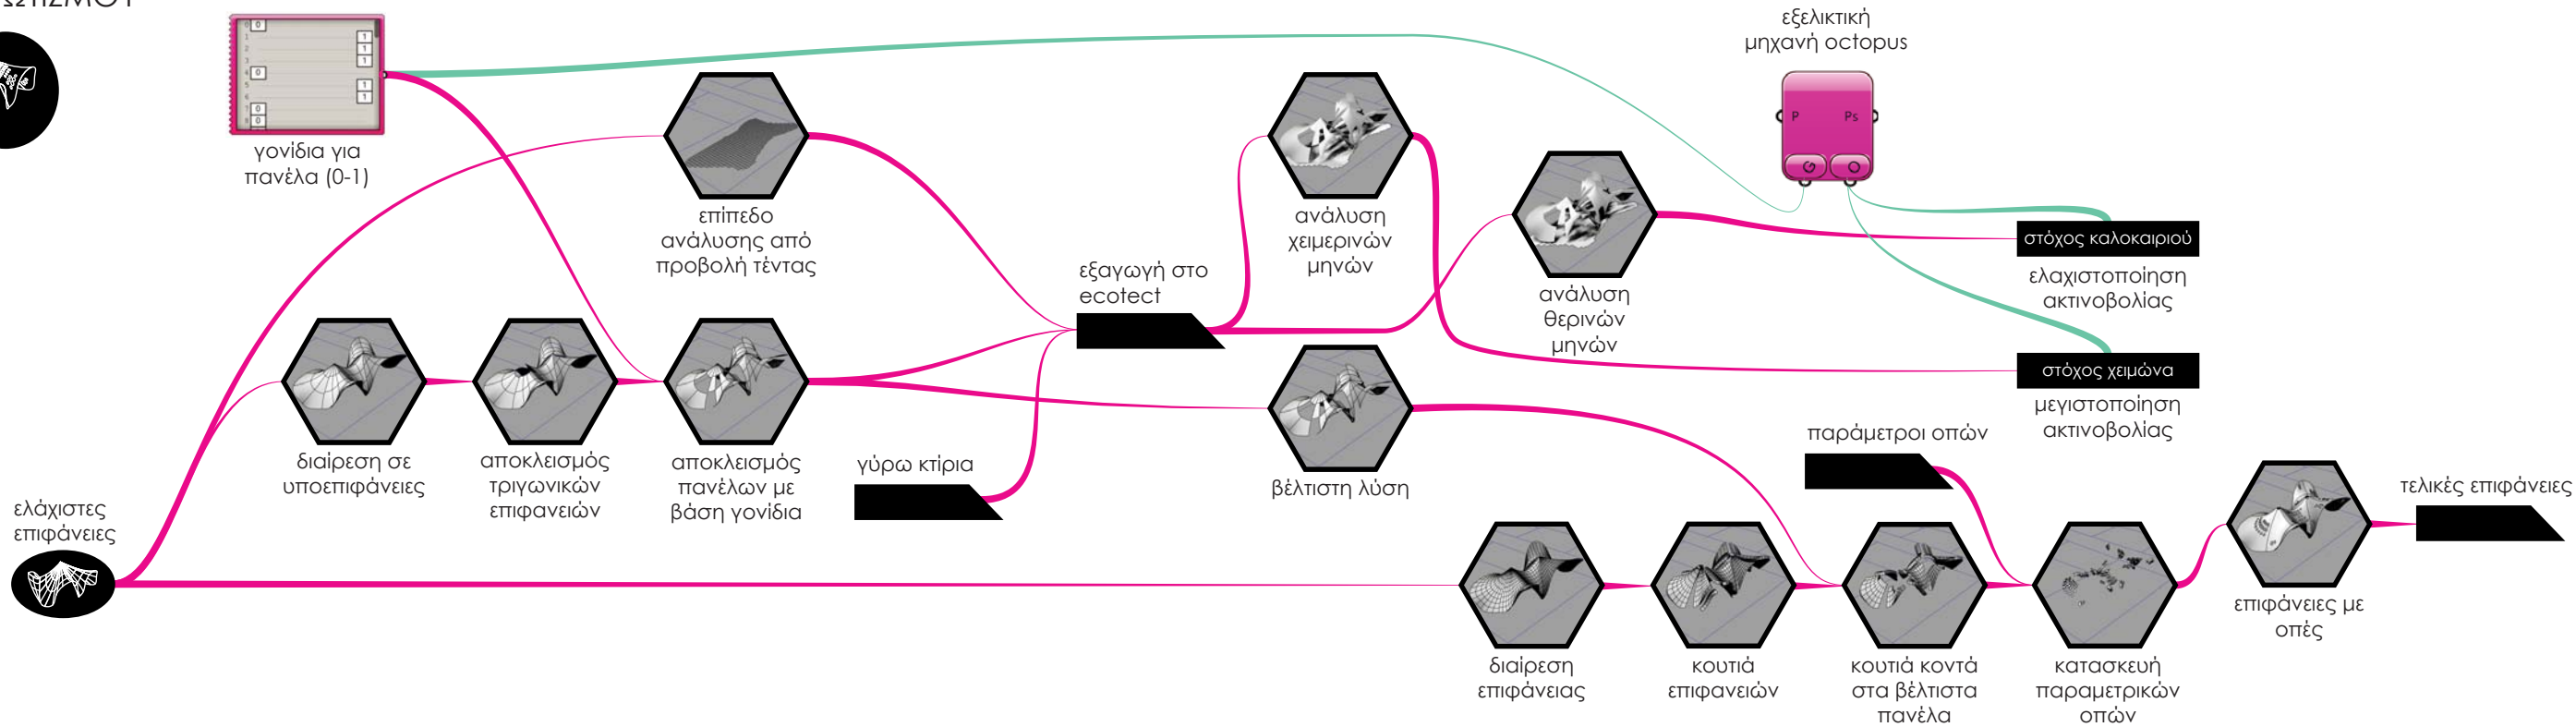 γονίδια για
πανέλα (0-1)
εξελικτική
μηχανή octopus
P
Ps
G
O
επίπεδο
ανάλυσης από
προβολή τέντας
ανάλυση
χειμερινών
μηνών
ανάλυση
θερινών
μηνών
στόχος καλοκαιριού
ελαχιστοποίηση
ακτινοβολίας
εξαγωγή στο
ecotect
στόχος χειμώνα
μεγιστοποίηση
ακτινοβολίας
διαίρεση σε
υποεπιφάνειες
αποκλεισμός
τριγωνικών
επιφανειών
αποκλεισμός
πανέλων με
βάση γονίδια
γύρω κτίρια
βέλτιστη λύση
παράμετροι οπών
ελάχιστες
επιφάνειες
τελικές επιφάνειες
επιφάνειες με
οπές
διαίρεση
επιφάνειας
κουτιά
επιφανειών
κουτιά κοντά
στα βέλτιστα
πανέλα
κατασκευή
παραμετρικών
οπών